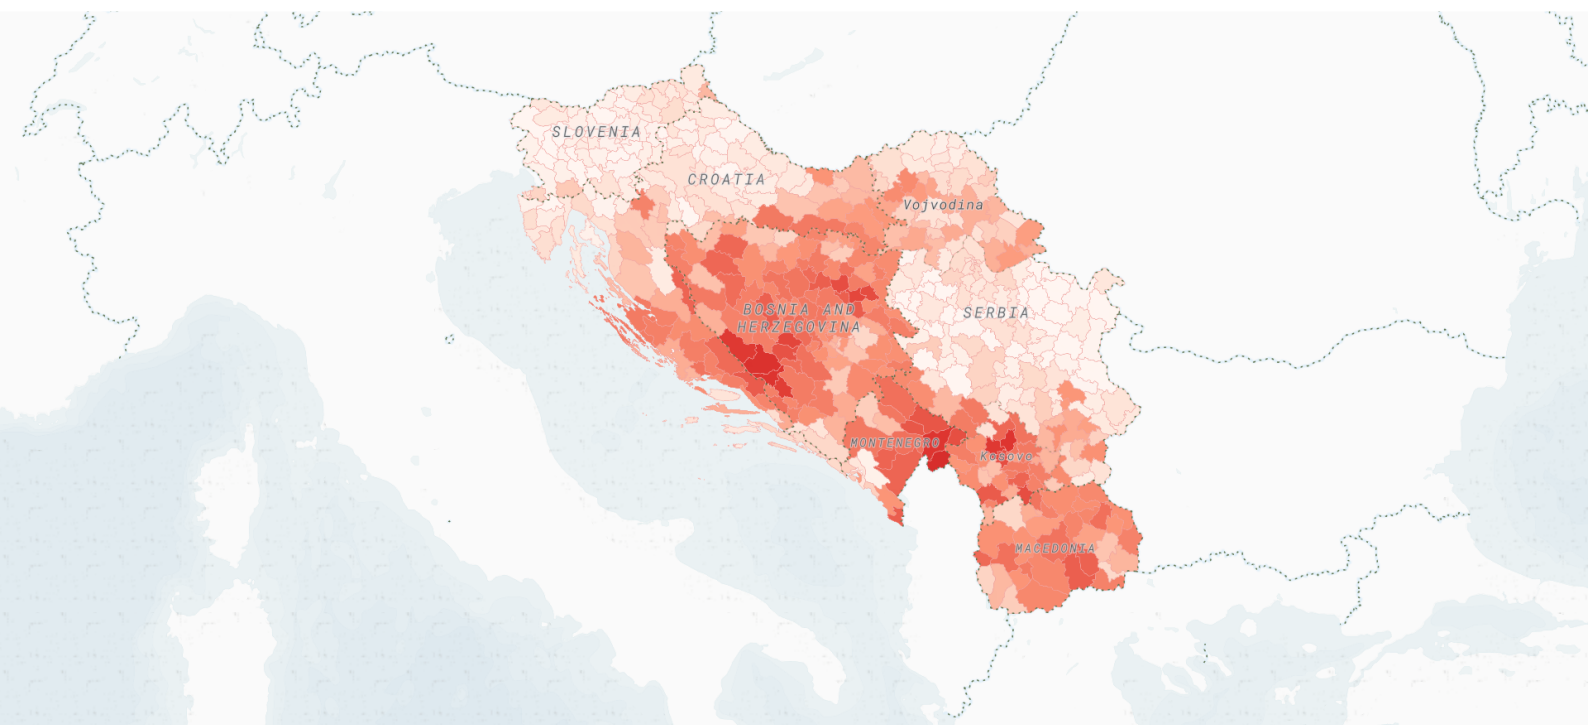 SLOVENIA
CROATIA
Vojvodina
BOSNIA AND
HERZEGOVINA
SERBIA
MONTENEGRO
Kosovo
MACEDONIA